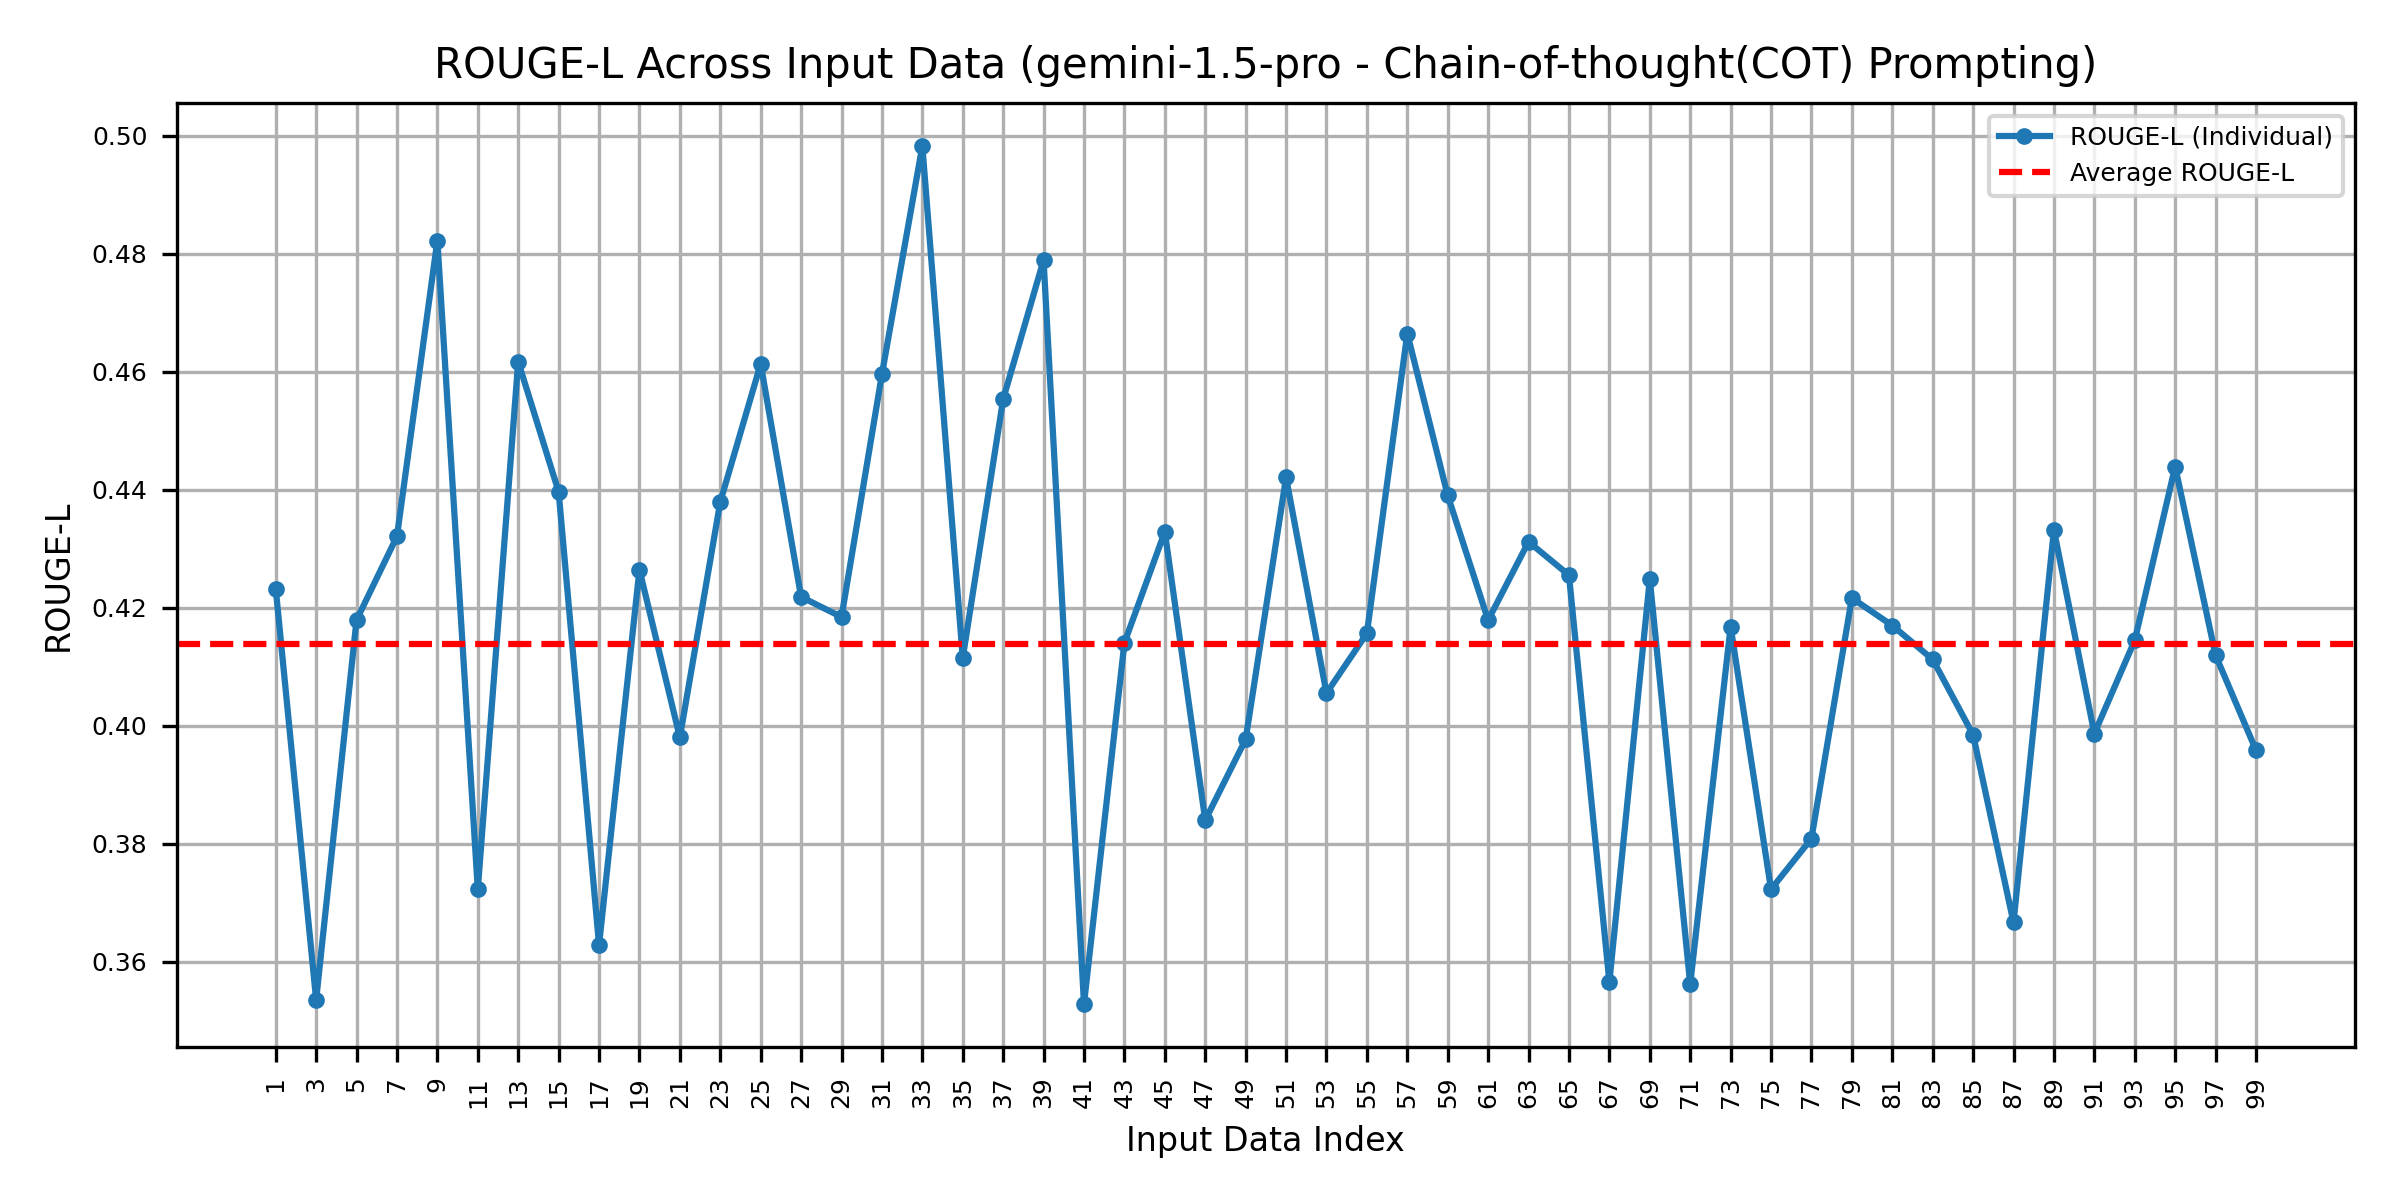 ROUGE-L Across Input Data (gemini-1.5-pro - Chain-of-thought(COT) Prompting)
ROUGE-L (Individual)
Average ROUGE-L
ROUGE-L
0.50
0.48
0.46
0.44
0.42
0.40
0.38
0.36
1 3 5 7 9 11 13 15 17 19 21 23 25 27 29 31 33 35 37 39 41 43 45 47 49 51 53 55 57 59 61 63 65 67 69 71 73 75 77 79 81 83 85 87 89 91 93 95 97 99
Input Data Index